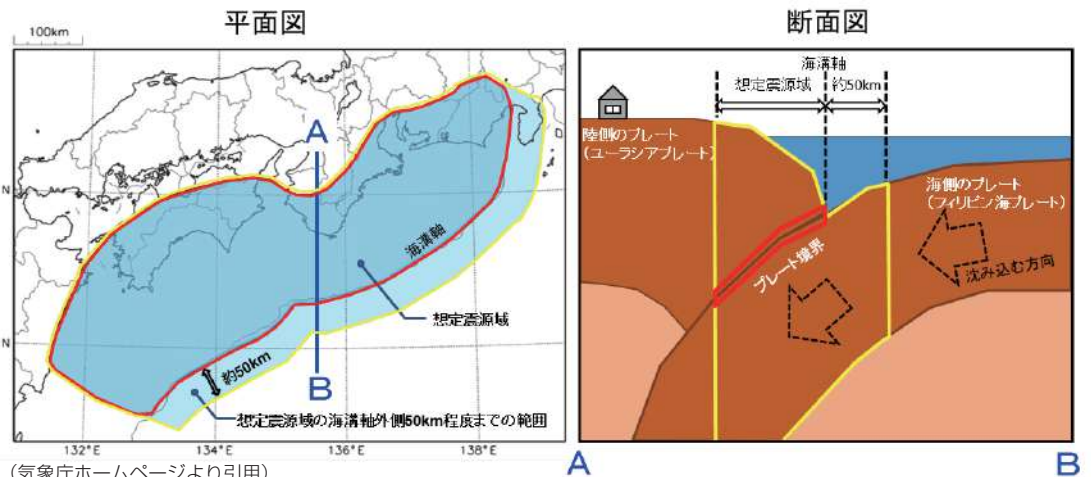 平面図
断面図
100km
海溝軸
想定震源域
約50km
A
陸側のプレート
(ユーラシアプレート)
海側のプレート
(フィリピン海プレート)
N
海溝軸
沈み込む方向
プレート境界
想定震源域
N
約50km
B
想定震源域の海溝軸外側50km程度までの範囲
132°E
134°E
136°E
138°E
A
B
(気象庁ホームページより引用)